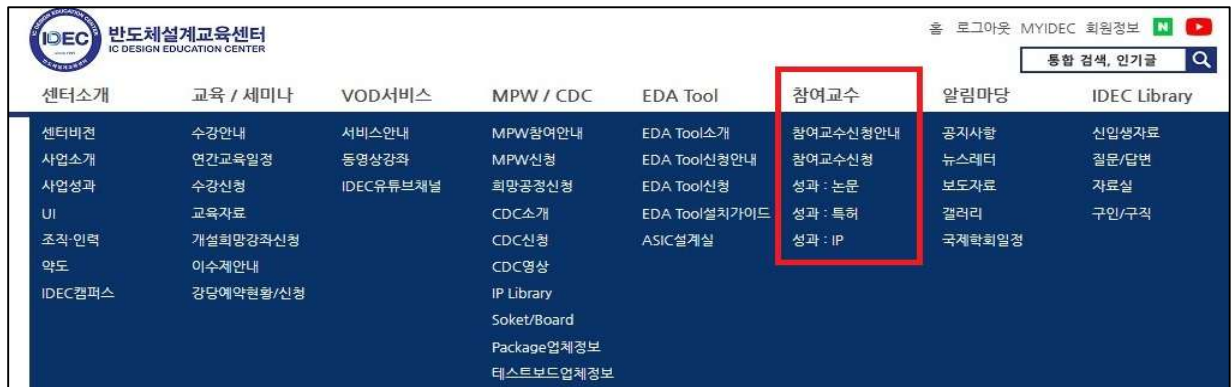 IDEC
반도체설계교육센터
IC DESIGN EDUCATION CENTER
홈 로그아웃 MYIDEC 회원정보 N
통합 검색, 인기글
센터소개 교육 / 세미나 VOD서비스 MPW / CDC EDA Tool 참여교수 알림마당 IDEC Library
센터비전 수강안내 서비스안내 MPW참여안내 EDA Tool소개 참여교수신청안내 공지사항 신입생자료
사업소개 연간교육일정 동영상강좌 MPW신청 EDA Tool신청안내 참여교수신청 뉴스레터 질문/답변
사업성과 수강신청 IDEC유튜브채널 희망공정신청 EDA Tool신청 성과 : 논문 보도자료 자료실
UI 교육자료 CDC소개 EDA Tool설치가이드 성과 : 특허 갤러리 구인/구직
조직·인력 개설희망강좌신청 CDC신청 ASIC설계실 성과 : IP 국제학회일정
약도 이수제안내 CDC영상
IDEC캠퍼스 강당예약현황/신청 IP Library
Soket/Board
Package업체정보
테스트보드업체정보